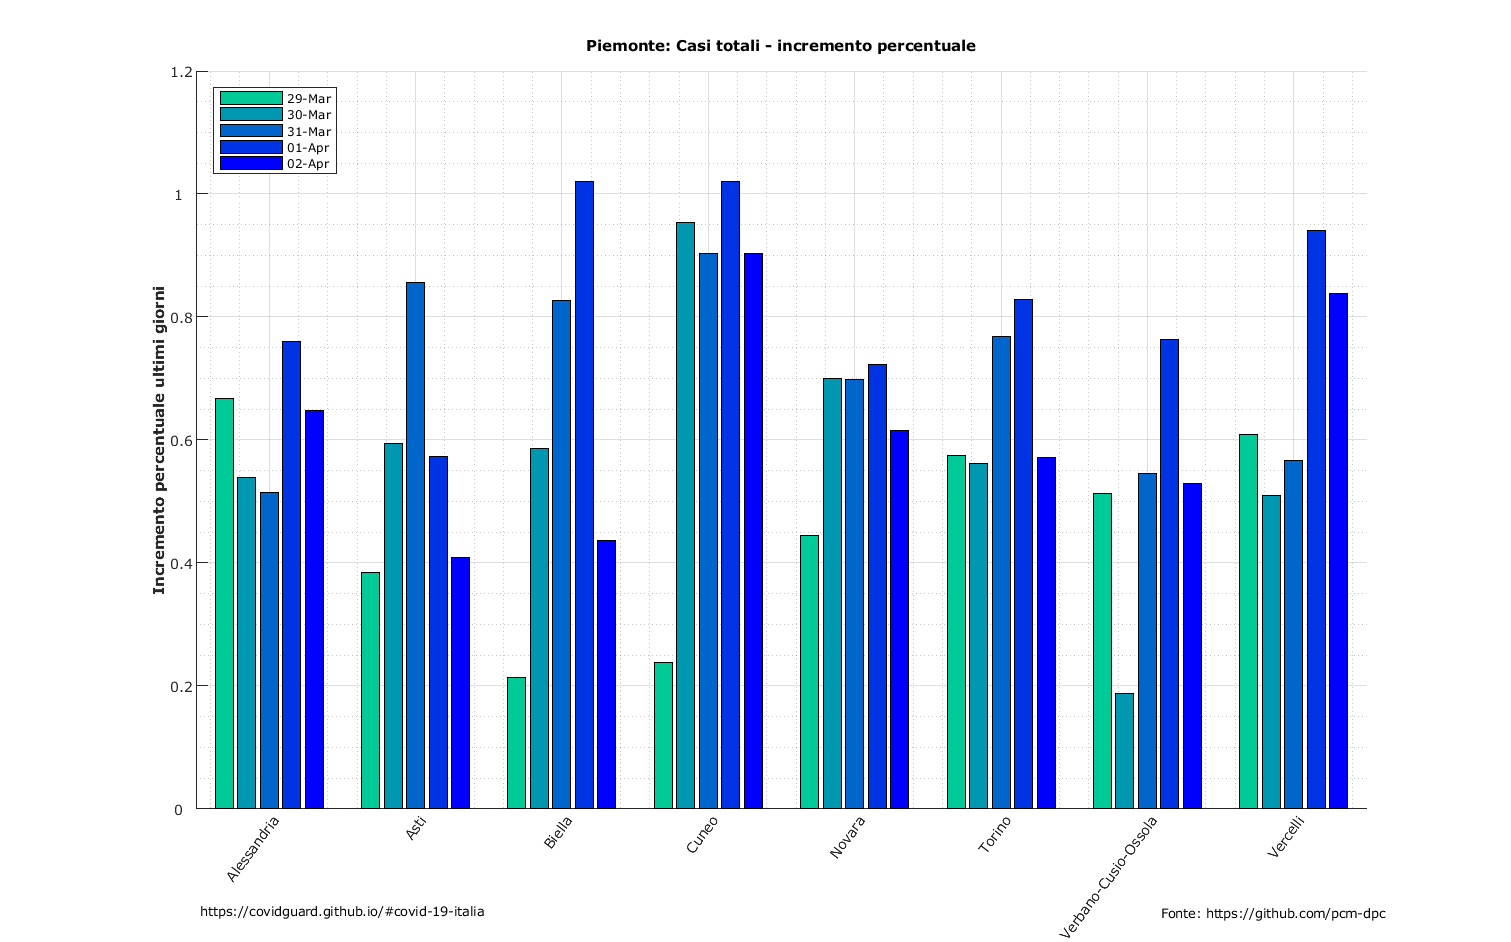 Piemonte: Casi totali - incremento percentuale
1.2
1
0.8
0.6
0.4
0.2
0
Incremento percentuale ultimi giorni
29-Mar
30-Mar
31-Mar
01-Apr
02-Apr
Alessandria
Asti
Biella
Cuneo
Novara
Torino
Verbano-Cusio-Ossola
Vercelli
https://covidguard.github.io/#covid-19-italia
Fonte: https://github.com/pcm-dpc